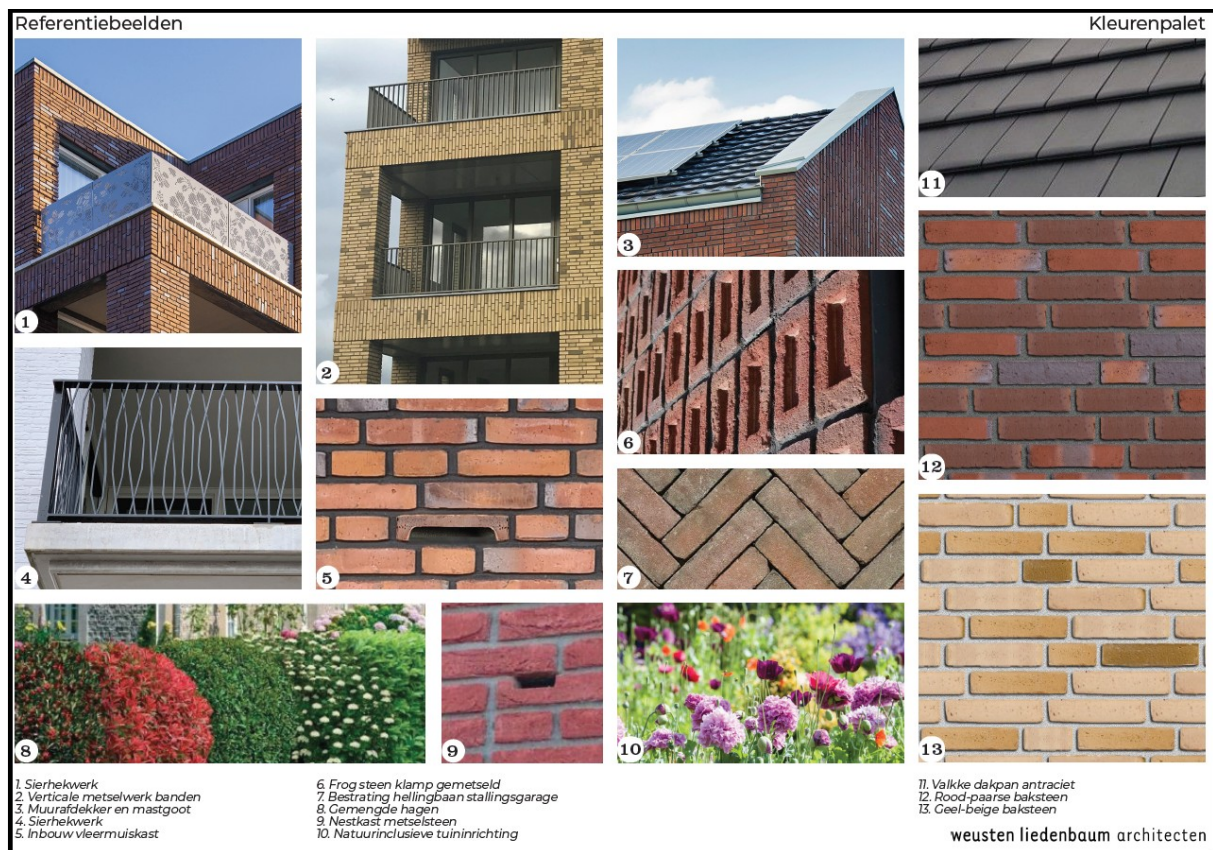 Referentiebeelden
Kleurenpalet
1
2
3
4
5
6
7
8
9
10
11
12
13
1. Sierhekwerk
2. Verticale metselwerk banden
3. Muurafdekker en mastgoot
4. Sierhekwerk
5. Inbouw vleermuiskast
6. Frog steen klamp gemetseld
7. Bestrating hellingbaan stallingsgarage
8. Gemengde hagen
9. Nestkast metselsteen
10. Natuurinclusieve tuininrichting
11. Valkke dakpan antraciet
12. Rood-paarse baksteen
13. Geel-beige baksteen
weusten liedenbaum architecten